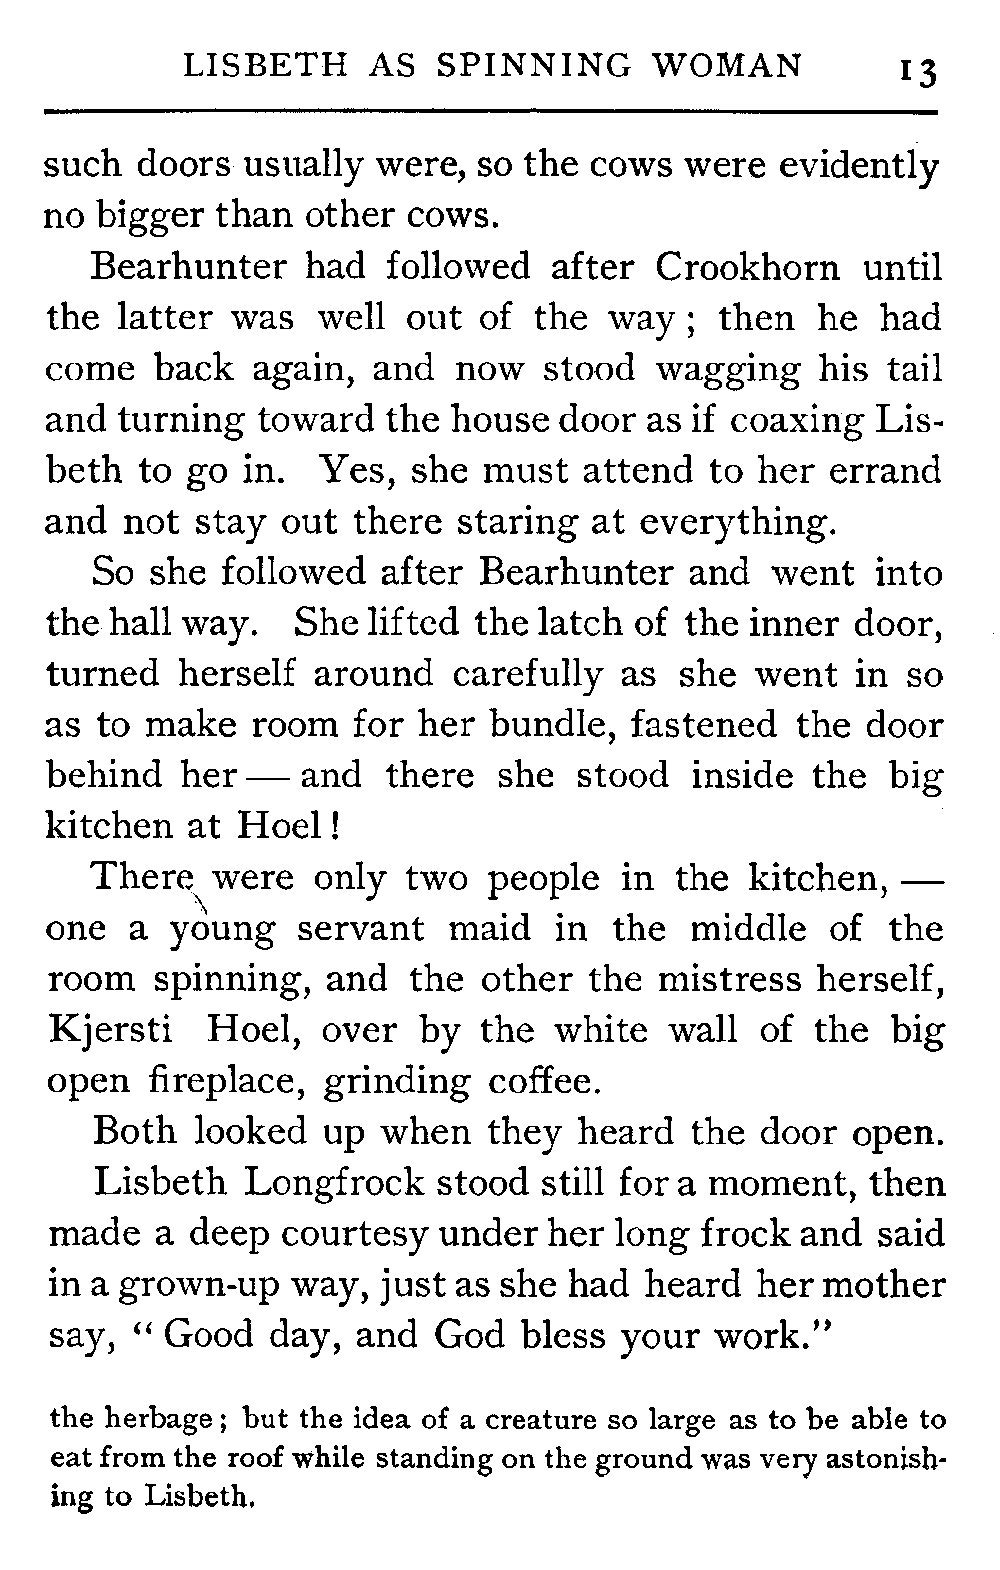 LISBETH AS SPINNING WOMAN 13
such doors usually were, so the cows were evidently
no bigger than other cows.
Bearhunter had followed after Crookhorn until
the latter was well out of the way ; then he had
come back again, and now stood wagging his tail
and turning toward the house door as if coaxing Lis-
beth to go in. Yes, she must attend to her errand
and not stay out there staring at everything.
So she followed after Bearhunter and went into
the hall way. She lifted the latch of the inner door,
turned herself around carefully as she went in so
as to make room for her bundle, fastened the door
behind her — and there she stood inside the big
kitchen at Hoel !
There were only two people in the kitchen, —
one a young servant maid in the middle of the
room spinning, and the other the mistress herself,
Kjersti Hoel, over by the white wall of the big
open fireplace, grinding coffee.
Both looked up when they heard the door open.
Lisbeth Longfrock stood still for a moment, then
made a deep courtesy under her long frock and said
in a grown-up way, just as she had heard her mother
say, “ Good day, and God bless your work.”
the herbage ; but the idea of a creature so large as to be able to
eat from the roof while standing on the ground was very astonish-
ing to Lisbeth.